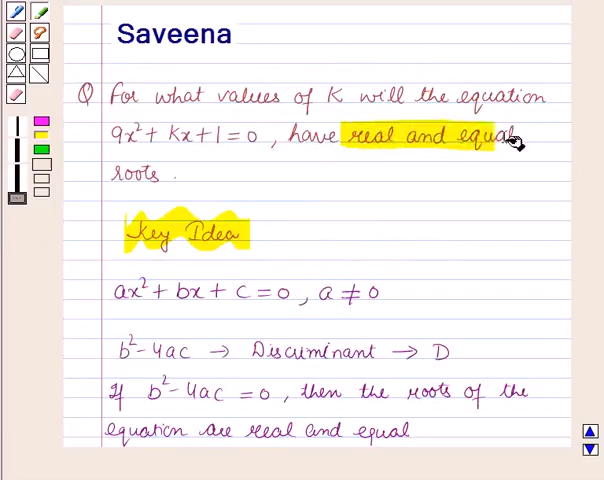 Saveena
Q For what values of K will the equation
9x² + Kx + 1 = 0 , have real and equal
roots .
Key Idea
ax² + bx + c = 0 , a ≠ 0
b² - 4ac → Discriminant → D
If b² - 4ac = 0 , then the roots of the
equation are real and equal